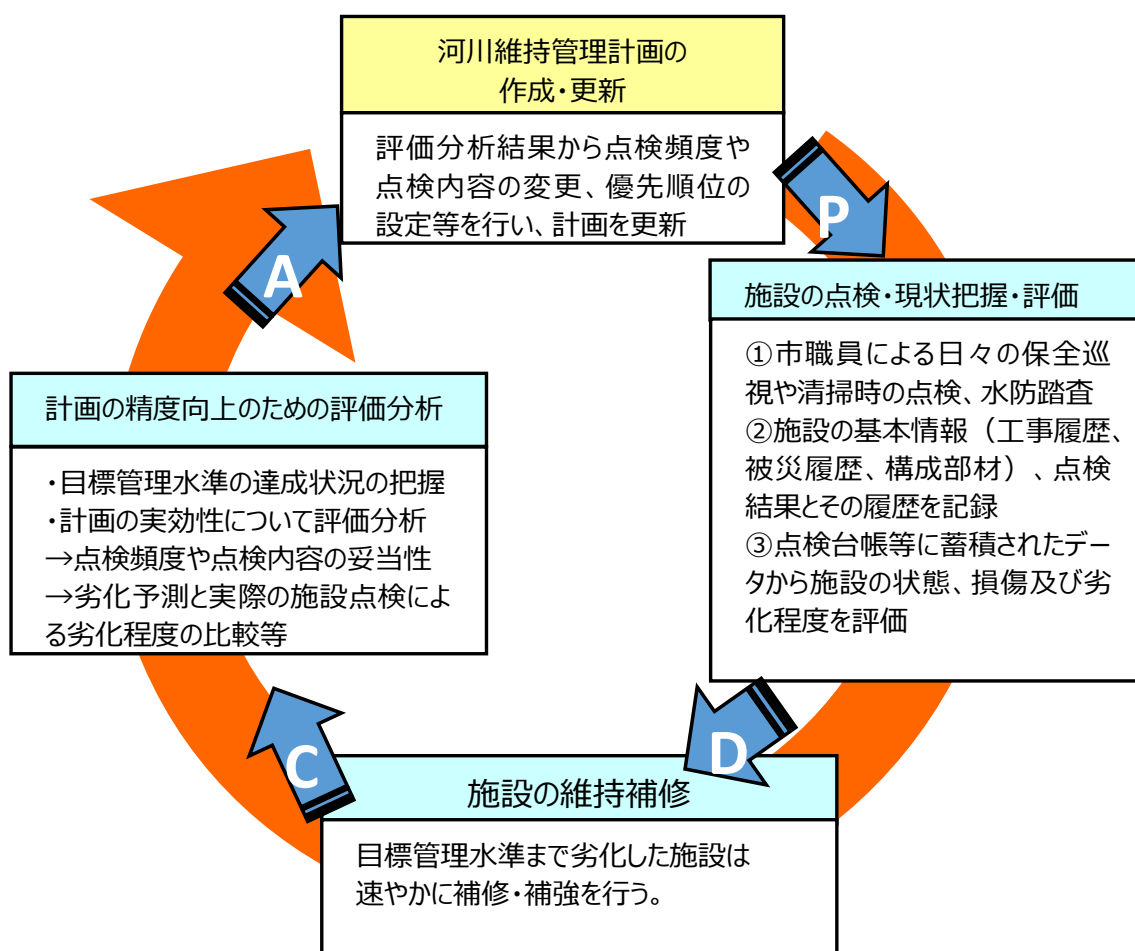 河川維持管理計画の
作成・更新
評価分析結果から点検頻度や
点検内容の変更、優先順位の
設定等を行い、計画を更新
P
施設の点検・現状把握・評価
①市職員による日々の保全巡
視や清掃時の点検、水防踏査
②施設の基本情報（工事履歴、
被災履歴、構成部材）、点検
結果とその履歴を記録
③点検台帳等に蓄積されたデー
タから施設の状態、損傷及び劣
化程度を評価
D
施設の維持補修
目標管理水準まで劣化した施設は
速やかに補修・補強を行う。
C
計画の精度向上のための評価分析
・目標管理水準の達成状況の把握
・計画の実効性について評価分析
→点検頻度や点検内容の妥当性
→劣化予測と実際の施設点検によ
る劣化程度の比較等
A